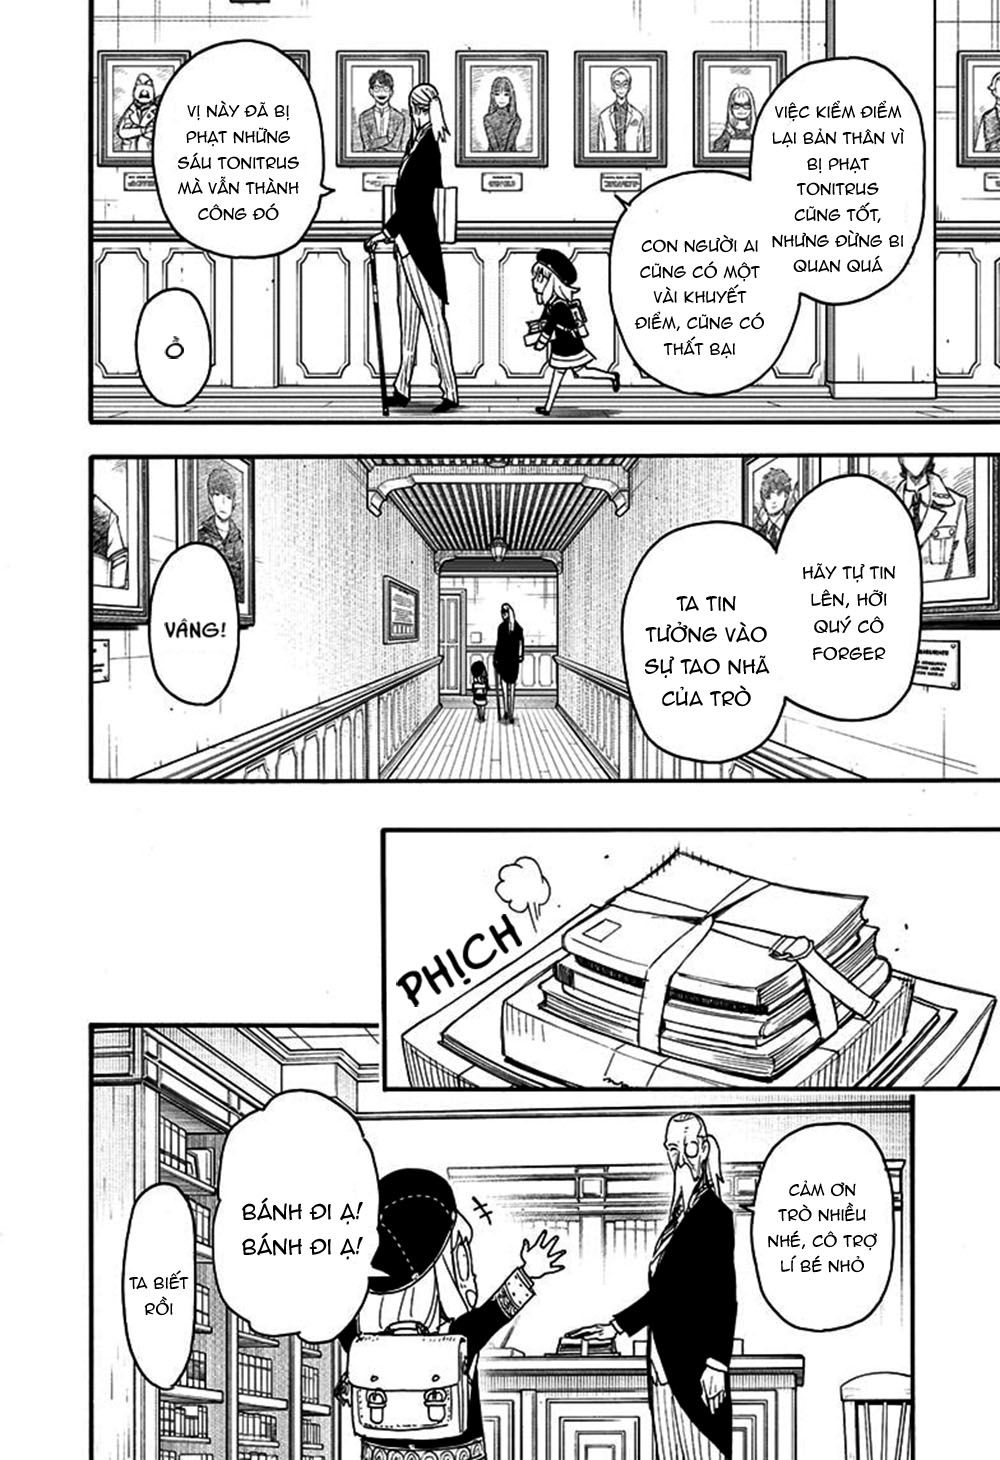 VIỆC KIỂM ĐIỂM
LẠI BẢN THÂN VÌ
BỊ PHẠT
TONITRUS
CŨNG TỐT,
NHƯNG ĐỪNG BI
QUAN QUÁ
CON NGƯỜI AI
CŨNG CÓ MỘT
VÀI KHUYẾT
ĐIỂM, CŨNG CÓ
THẤT BẠI
VỊ NÀY ĐÃ BỊ
PHẠT NHỮNG
SÁU TONITRUS
MÀ VẪN THÀNH
CÔNG ĐÓ
Ồ
HÃY TỰ TIN
LÊN, HỠI
QUÝ CÔ
FORGER
TA TIN
TƯỞNG VÀO
SỰ TAO NHÃ
CỦA TRÒ
VÂNG!
PHỊCH
CẢM ƠN
TRÒ NHIỀU
NHÉ, CÔ TRỢ
LÍ BÉ NHỎ
BÁNH ĐI Ạ!
BÁNH ĐI Ạ!
TA BIẾT
RỒI